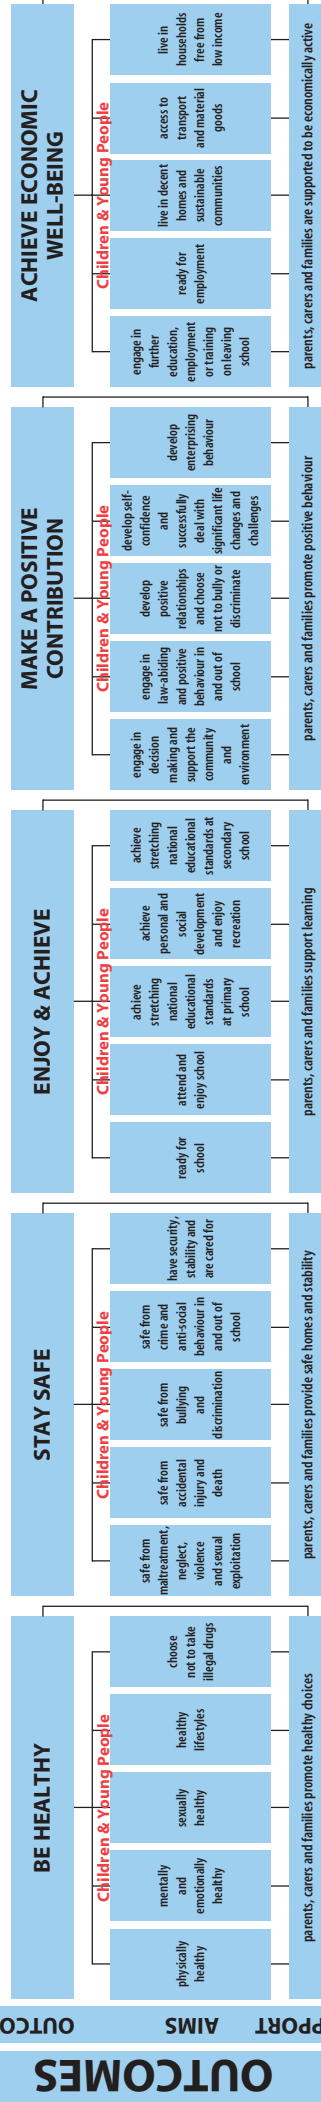 OUTCOMES
OUTCO
AIMS
PPORT
BE HEALTHY
Children & Young People
physically
healthy
mentally
and
emotionally
healthy
sexually
healthy
healthy
lifestyles
choose
not to take
illegal drugs
parents, carers and families promote healthy choices
STAY SAFE
Children & Young People
safe from
maltreatment,
neglect,
violence
and sexual
exploitation
safe from
accidental
injury and
death
safe from
bullying
and
discrimination
safe from
crime and
anti-social
behaviour in
and out of
school
have security,
stability and
are cared for
parents, carers and families provide safe homes and stability
ENJOY & ACHIEVE
Children & Young People
ready for
school
attend and
enjoy school
achieve
stretching
national
educational
standards
at primary
school
achieve
personal and
social
development
and enjoy
recreation
achieve
stretching
national
educational
standards at
secondary
school
parents, carers and families support learning
MAKE A POSITIVE
CONTRIBUTION
Children & Young People
engage in
decision
making and
support the
community
and
environment
engage in
law-abiding
and positive
behaviour in
and out of
school
develop
positive
relationships
and choose
not to bully or
discriminate
develop self-
confidence
and
successfully
deal with
significant life
changes and
challenges
develop
enterprising
behaviour
parents, carers and families promote positive behaviour
ACHIEVE ECONOMIC
WELL-BEING
Children & Young People
engage in
further
education,
employment
or training
on leaving
school
ready for
employment
live in decent
homes and
sustainable
communities
access to
transport
and material
goods
live in
households
free from
low income
parents, carers and families are supported to be economically active